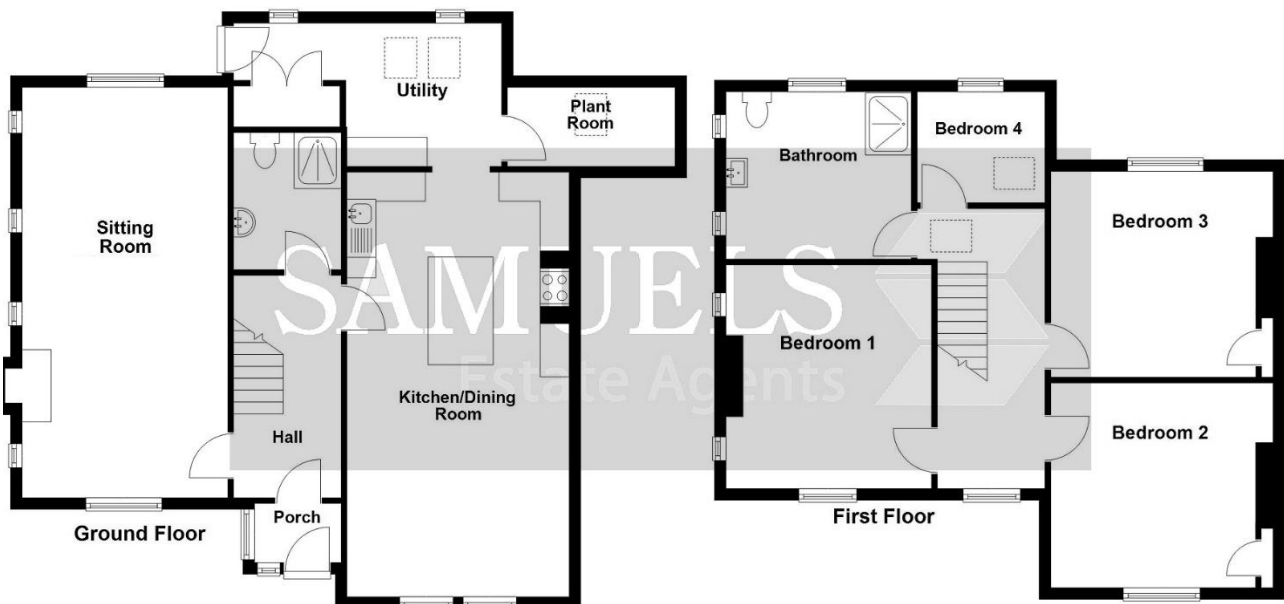 Utility
Plant
Room
Sitting
Room
Kitchen/Dining
Room
Hall
Porch
Ground Floor
Bathroom
Bedroom 4
Bedroom 3
Bedroom 1
Bedroom 2
First Floor
SAMUELS
Estate Agents